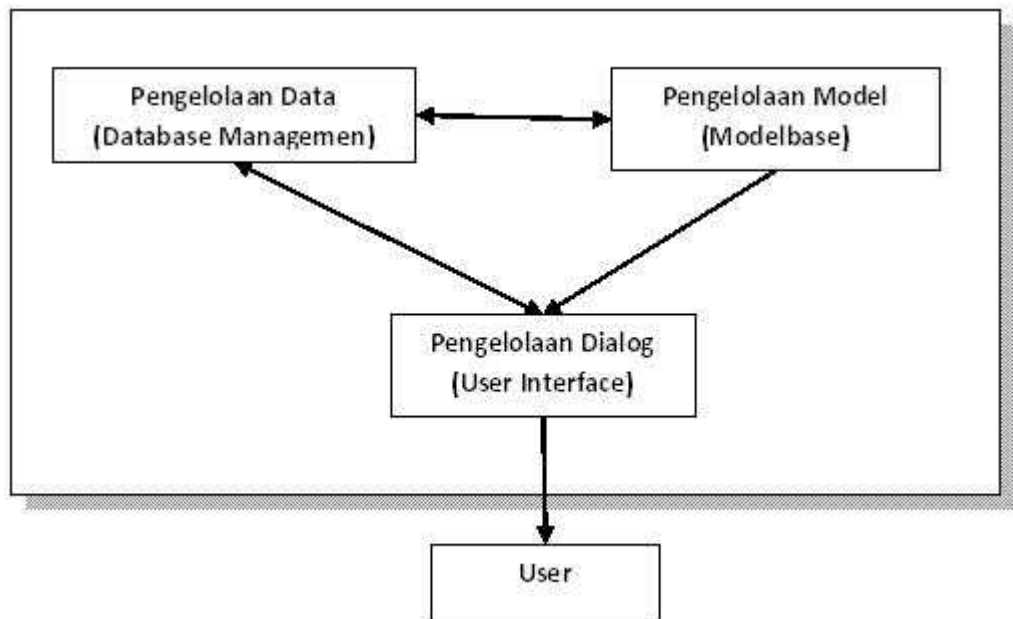 Pengelolaan Data
(Database Managemen)
Pengelolaan Model
(Modelbase)
Pengelolaan Dialog
(User Interface)
User